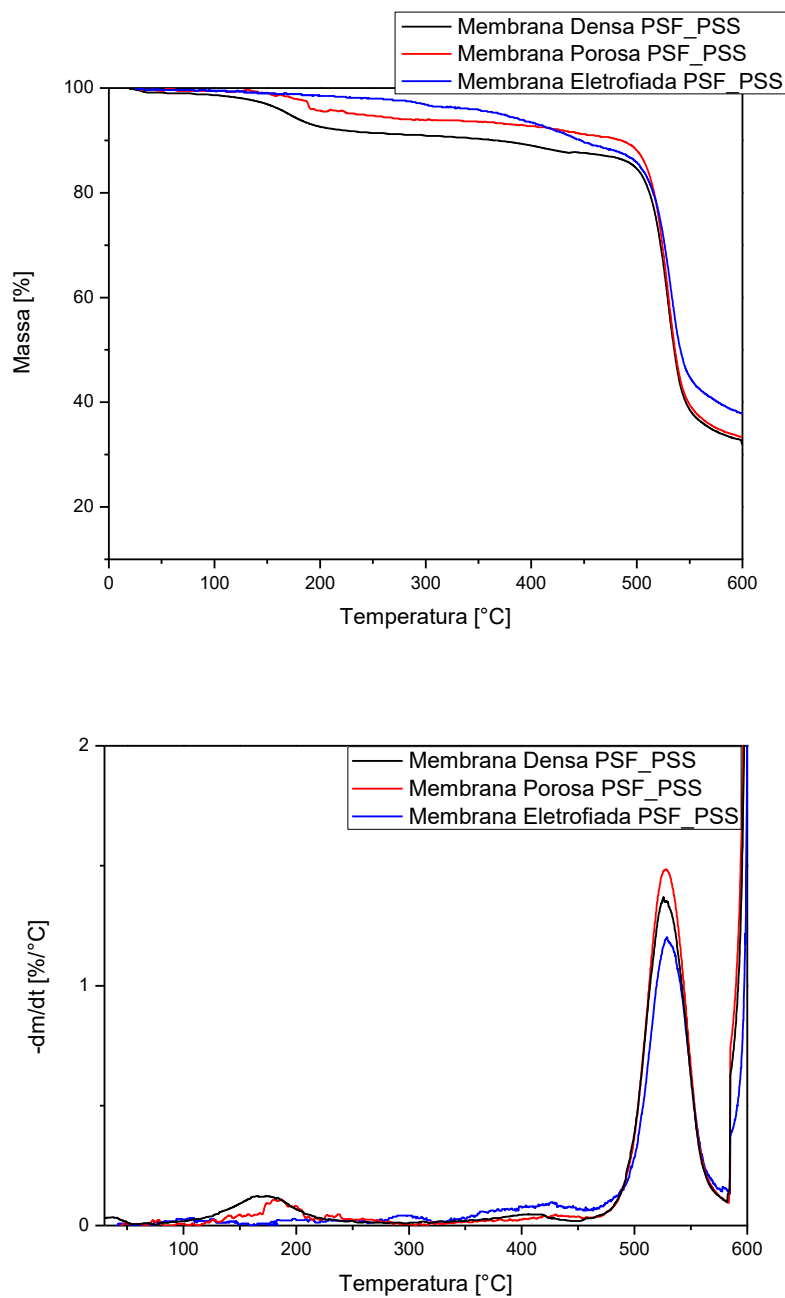 Membrana Densa PSF_PSS
Membrana Porosa PSF_PSS
Membrana Eletrofiada PSF_PSS
100
80
60
40
20
Massa [%]
0 100 200 300 400 500 600
Temperatura [°C]
Membrana Densa PSF_PSS
Membrana Porosa PSF_PSS
Membrana Eletrofiada PSF_PSS
2
1
0
-dm/dt [%/°C]
100 200 300 400 500 600
Temperatura [°C]